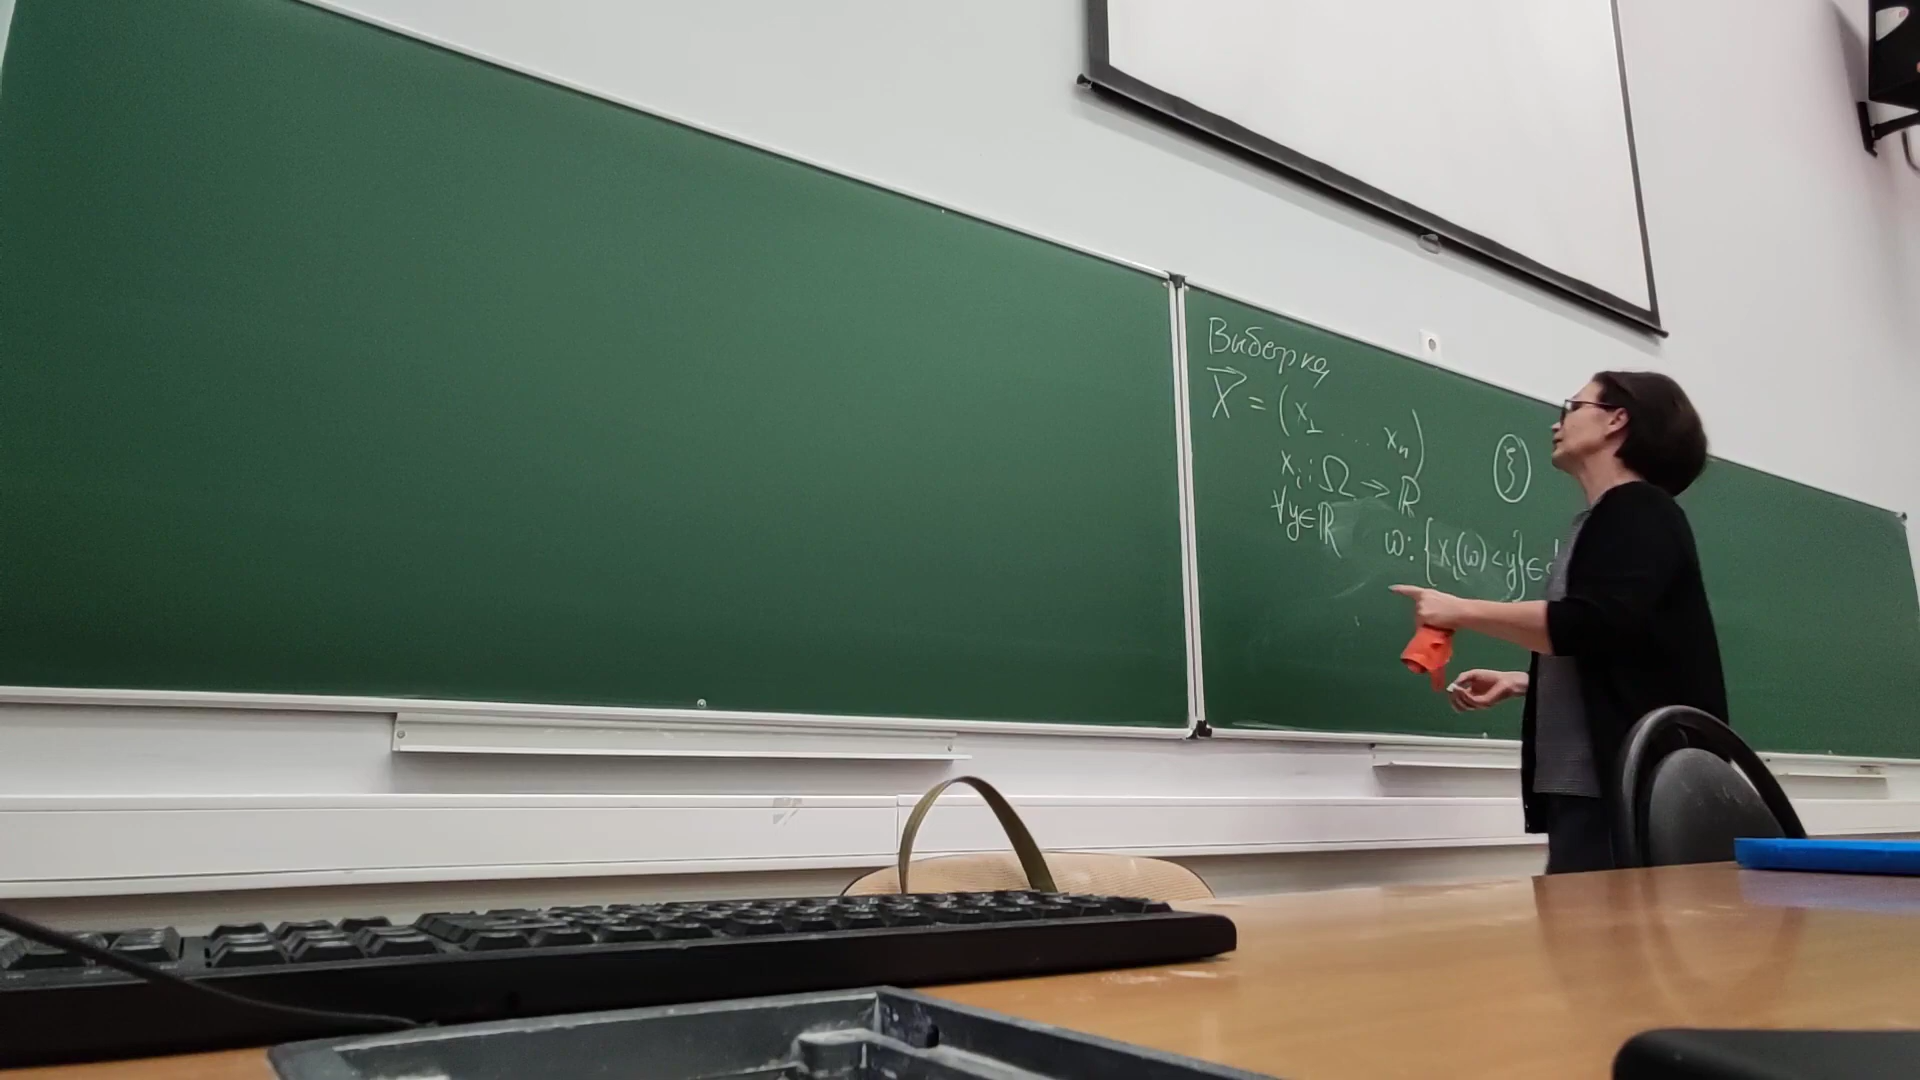 Выборка
X⃗ = (x₁ ... xₙ)
ξ
xᵢ: Ω → ℝ
∀y∈ℝ ω: {xᵢ(ω) < y} ∈